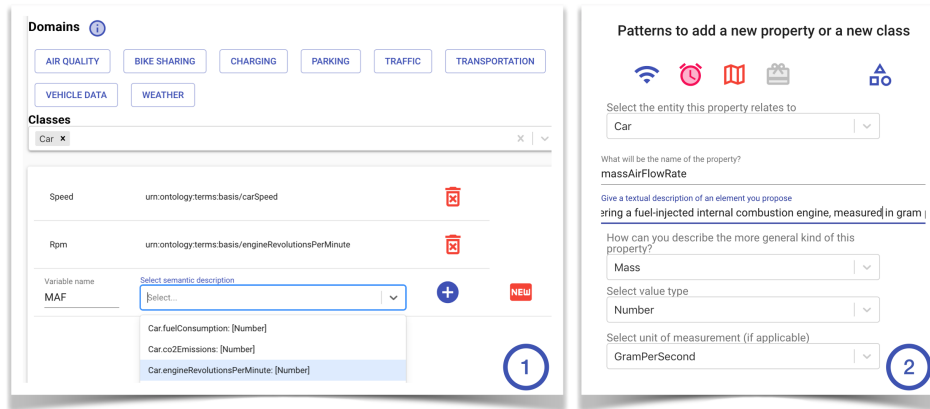 Domains i
AIR QUALITY BIKE SHARING CHARGING PARKING TRAFFIC TRANSPORTATION
VEHICLE DATA WEATHER
Classes
Car ×
Speed urn:ontology:terms:basis/carSpeed
Rpm urn:ontology:terms:basis/engineRevolutionsPerMinute
Variable name Select semantic description
MAF Select... NEW
Car.fuelConsumption: [Number]
Car.co2Emissions: [Number]
Car.engineRevolutionsPerMinute: [Number]
1
Patterns to add a new property or a new class
Select the entity this property relates to
Car
What will be the name of the property?
massAirFlowRate
Give a textual description of an element you propose
ering a fuel-injected internal combustion engine, measured in gram
How can you describe the more general kind of this
property?
Mass
Select value type
Number
Select unit of measurement (if applicable)
GramPerSecond
2